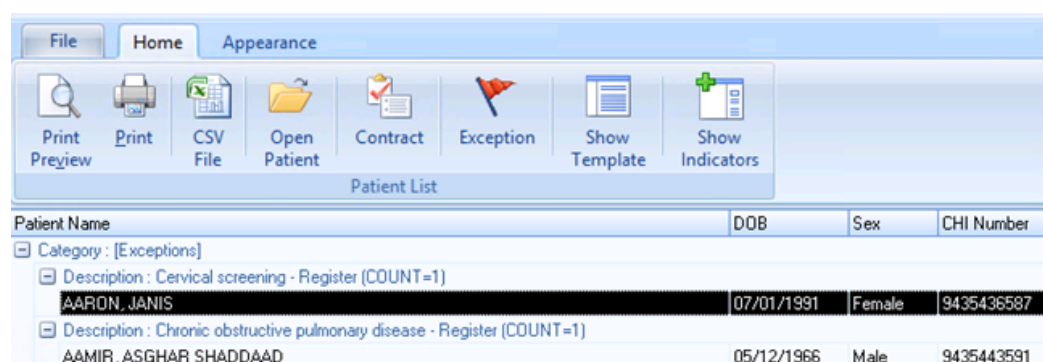 File Home Appearance
Print Preview Print CSV File Open Patient Contract Exception Show Template Show Indicators
Patient List
Patient Name DOB Sex CHI Number
Category : [Exceptions]
Description : Cervical screening - Register (COUNT=1)
AARON, JANIS 07/01/1991 Female 9435436587
Description : Chronic obstructive pulmonary disease - Register (COUNT=1)
AAMIR, ASGHAR SHADDAAD 05/12/1966 Male 9435443591